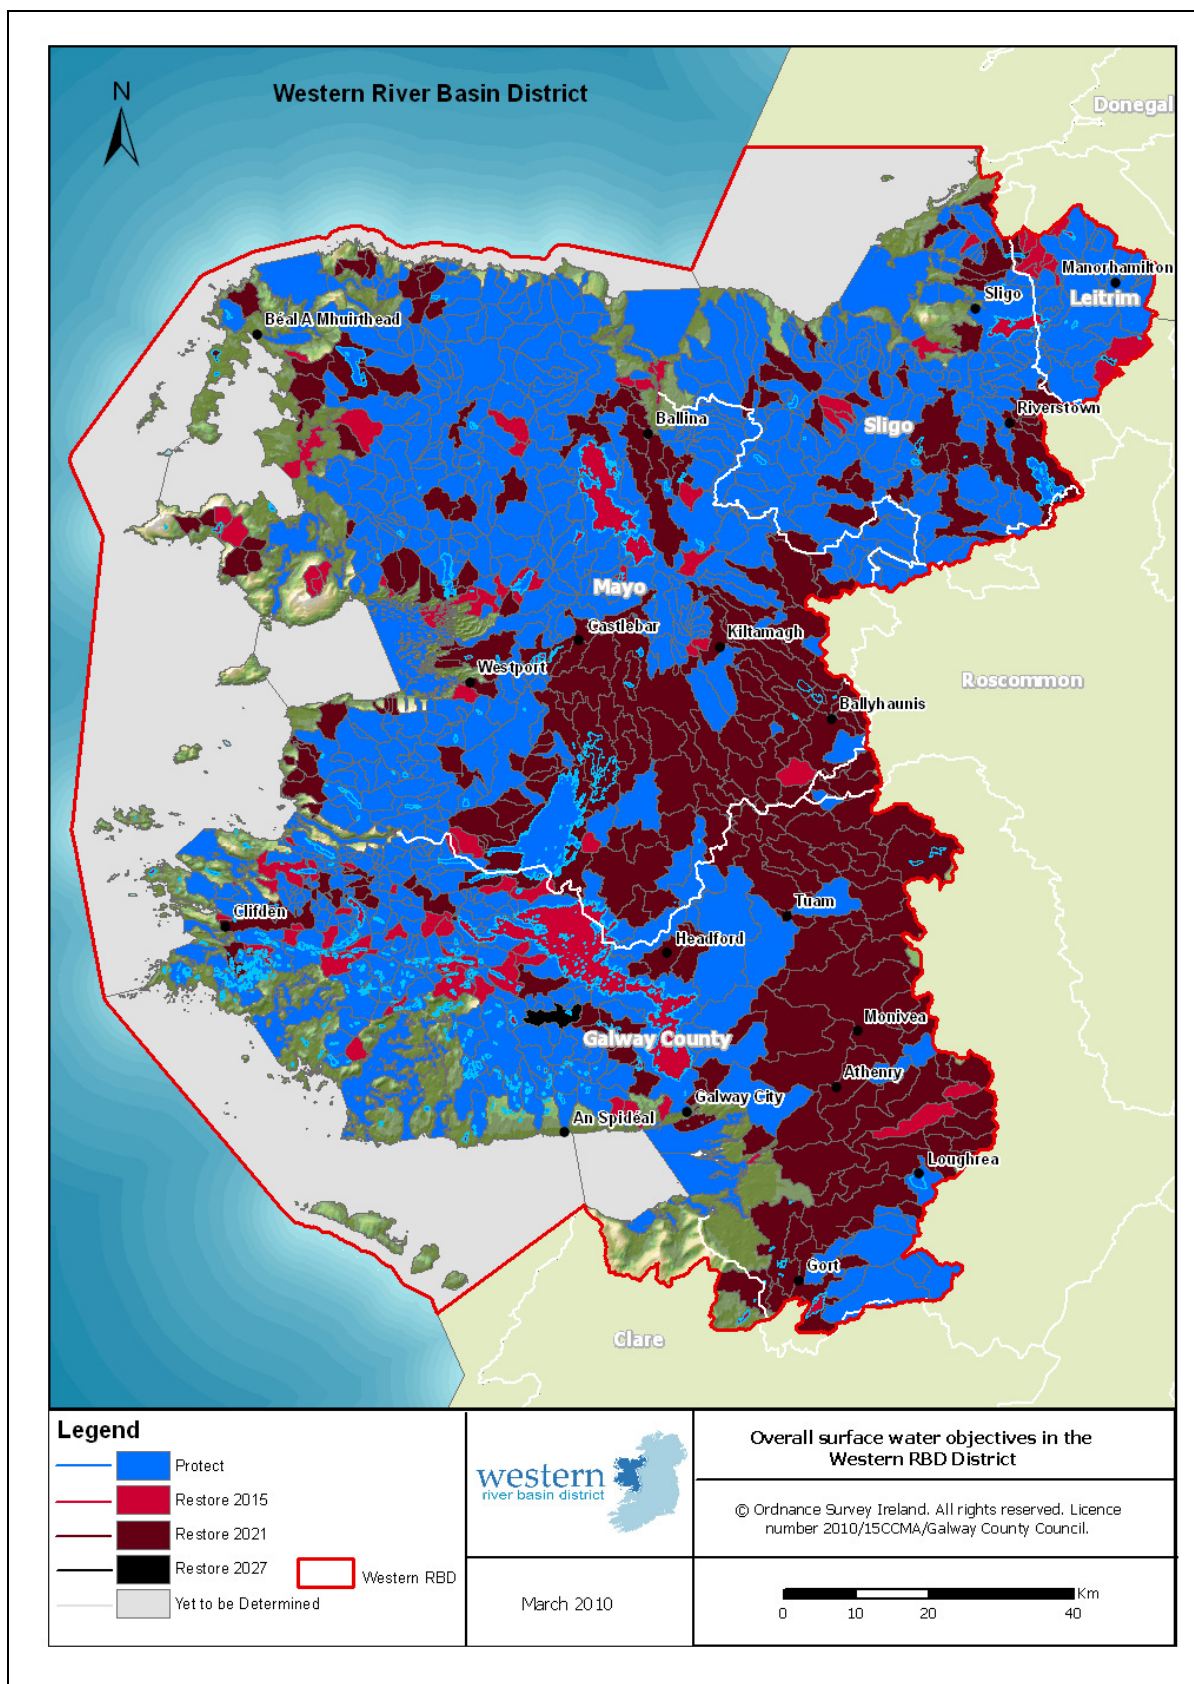 Western River Basin District
N
Donegal
Manorhamilton
Leitrim
Sligo
Béal A Mhuirthead
Riverstown
Ballina
Sligo
Mayo
Castlebar
Kiltamagh
Westport
Roscommon
Ballyhaunis
Tuam
Clifden
Headford
Monivea
Galway County
Athenry
Galway City
An Spidéal
Loughrea
Gort
Clare
Legend
Protect
Restore 2015
Restore 2021
Restore 2027
Western RBD
Yet to be Determined
western
river basin district
March 2010
Overall surface water objectives in the
Western RBD District
© Ordnance Survey Ireland. All rights reserved. Licence
number 2010/15CCMA/Galway County Council.
Km
0 10 20 40